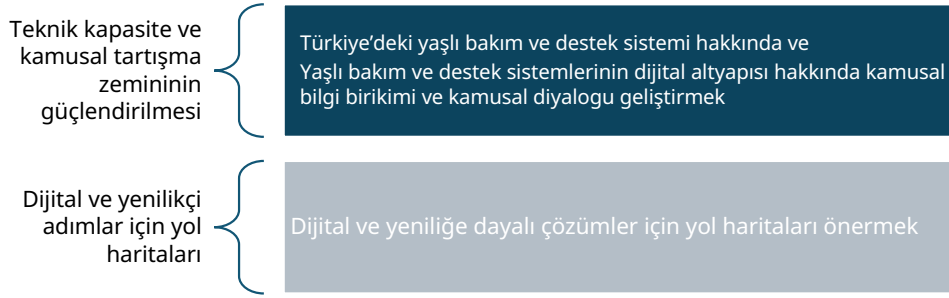 Teknik kapasite ve
kamusal tartışma
zemininin
güçlendirilmesi
Türkiye’deki yaşlı bakım ve destek sistemi hakkında ve
Yaşlı bakım ve destek sistemlerinin dijital altyapısı hakkında kamusal
bilgi birikimi ve kamusal diyalogu geliştirmek
Dijital ve yenilikçi
adımlar için yol
haritaları
Dijital ve yeniliğe dayalı çözümler için yol haritaları önermek